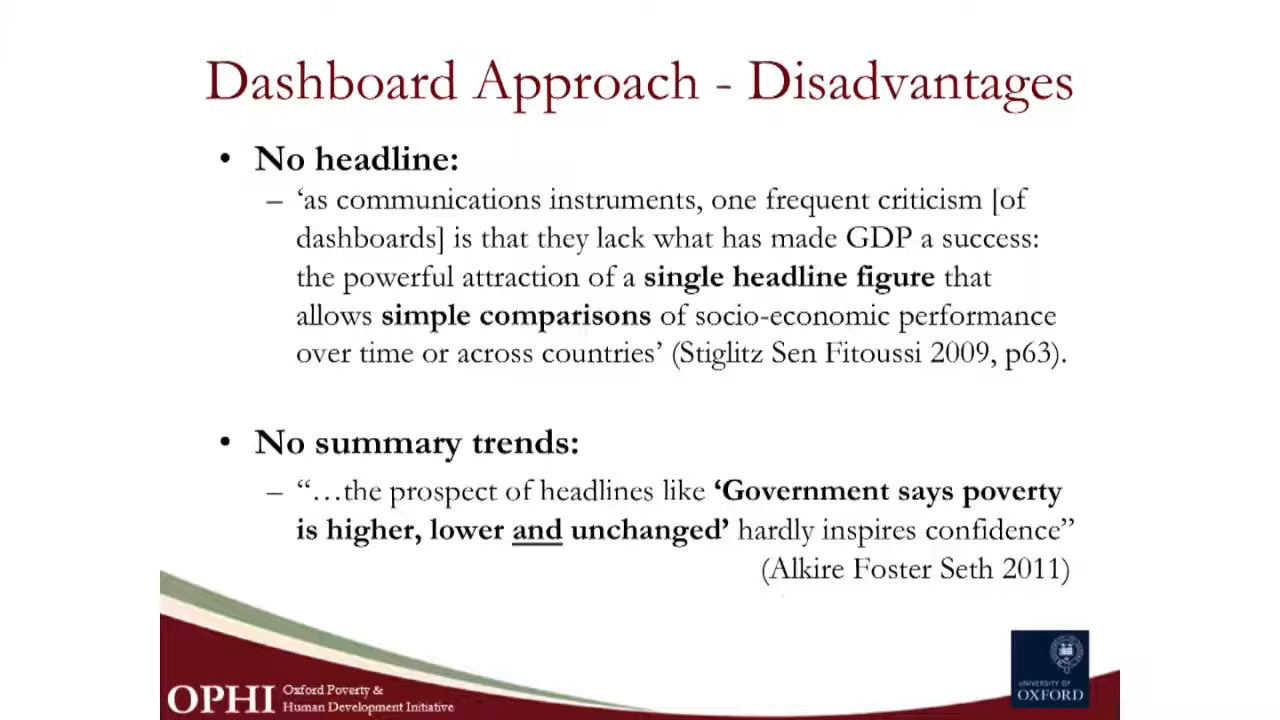 Dashboard Approach - Disadvantages
• No headline:
– ‘as communications instruments, one frequent criticism [of
dashboards] is that they lack what has made GDP a success:
the powerful attraction of a single headline figure that
allows simple comparisons of socio-economic performance
over time or across countries’ (Stiglitz Sen Fitoussi 2009, p63).
• No summary trends:
– “…the prospect of headlines like ‘Government says poverty
is higher, lower and unchanged’ hardly inspires confidence”
(Alkire Foster Seth 2011)
OPHI
Oxford Poverty &
Human Development Initiative
UNIVERSITY OF
OXFORD